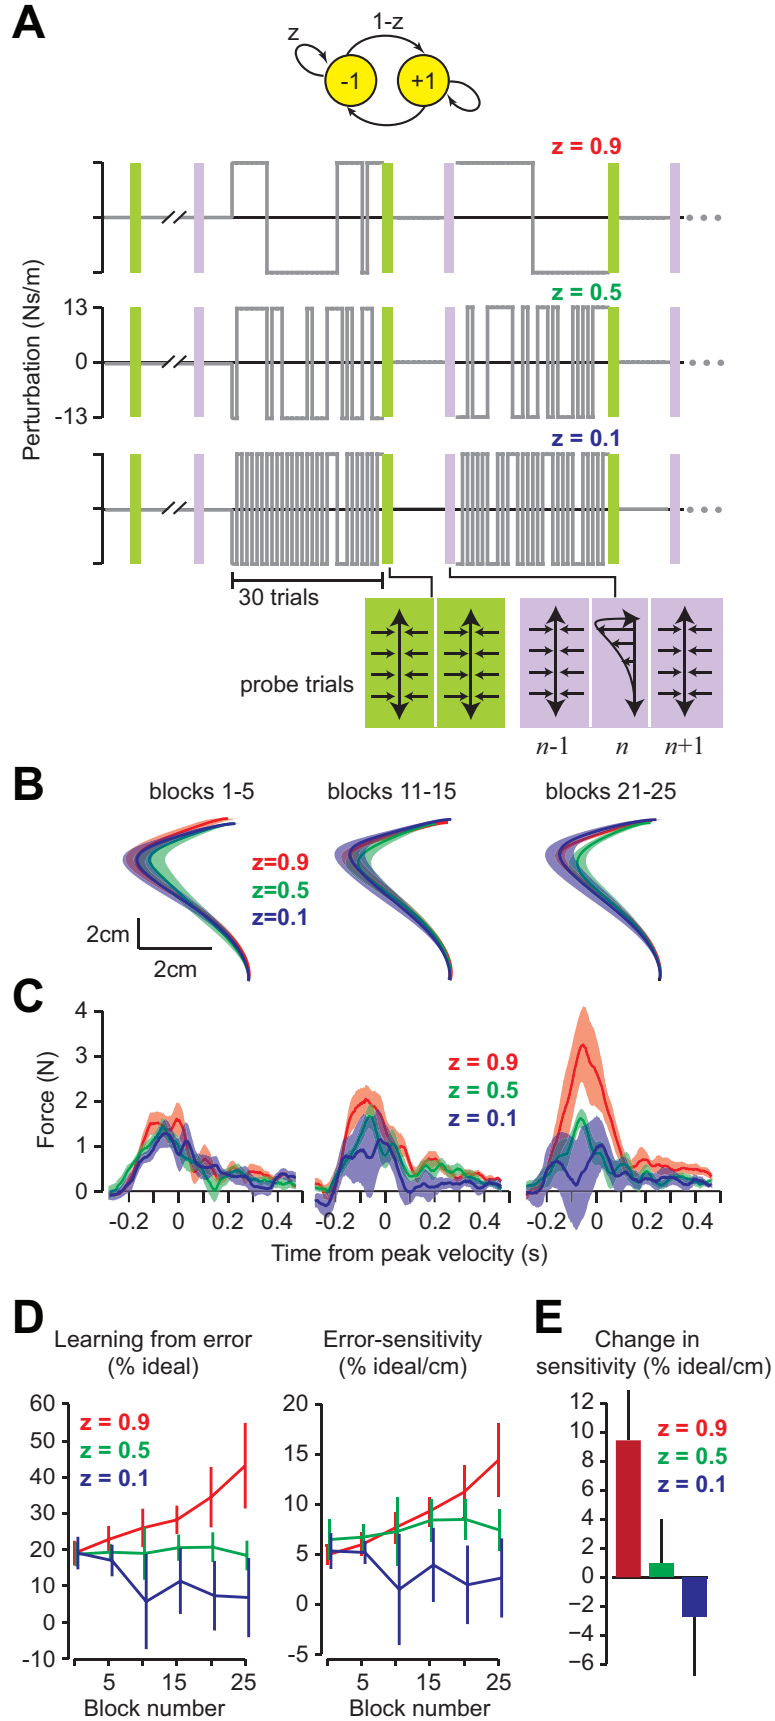 A
z
1-z
-1
+1
z = 0.9
Perturbation (Ns/m)
z = 0.5
13
0
-13
z = 0.1
30 trials
probe trials
n-1
n
n+1
B
blocks 1-5
blocks 11-15
blocks 21-25
z=0.9
z=0.5
z=0.1
2cm
2cm
C
Force (N)
4
3
2
1
0
z = 0.9
z = 0.5
z = 0.1
-0.2 0 0.2 0.4
-0.2 0 0.2 0.4
-0.2 0 0.2 0.4
Time from peak velocity (s)
D
Learning from error
(% ideal)
60
50
40
30
20
10
0
-10
z = 0.9
z = 0.5
z = 0.1
5 15 25
Block number
Error-sensitivity
(% ideal/cm)
20
15
10
5
0
-5
5 15 25
Block number
E
Change in
sensitivity (% ideal/cm)
12
10
8
6
4
2
0
−2
−4
−6
z = 0.9
z = 0.5
z = 0.1